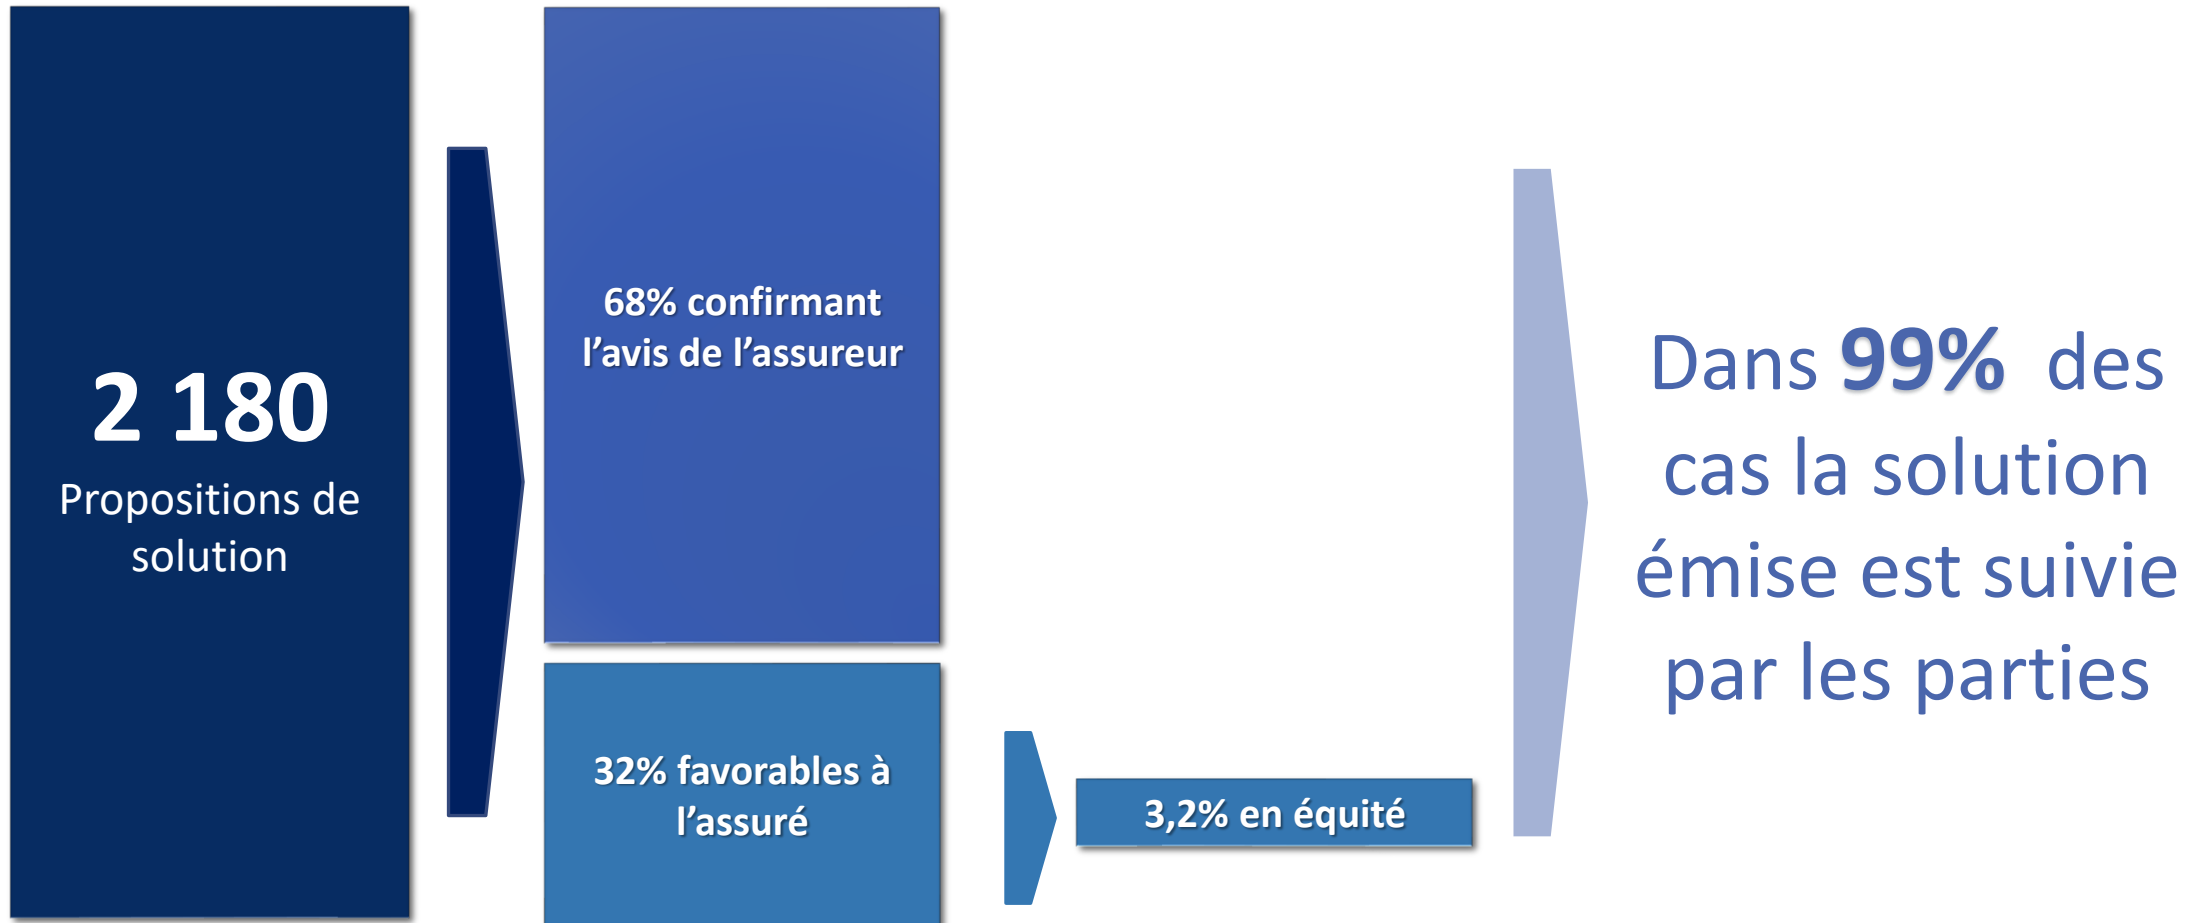 2 180
Propositions de
solution
68% confirmant
l’avis de l’assureur
32% favorables à
l’assuré
3,2% en équité
Dans 99% des
cas la solution
émise est suivie
par les parties